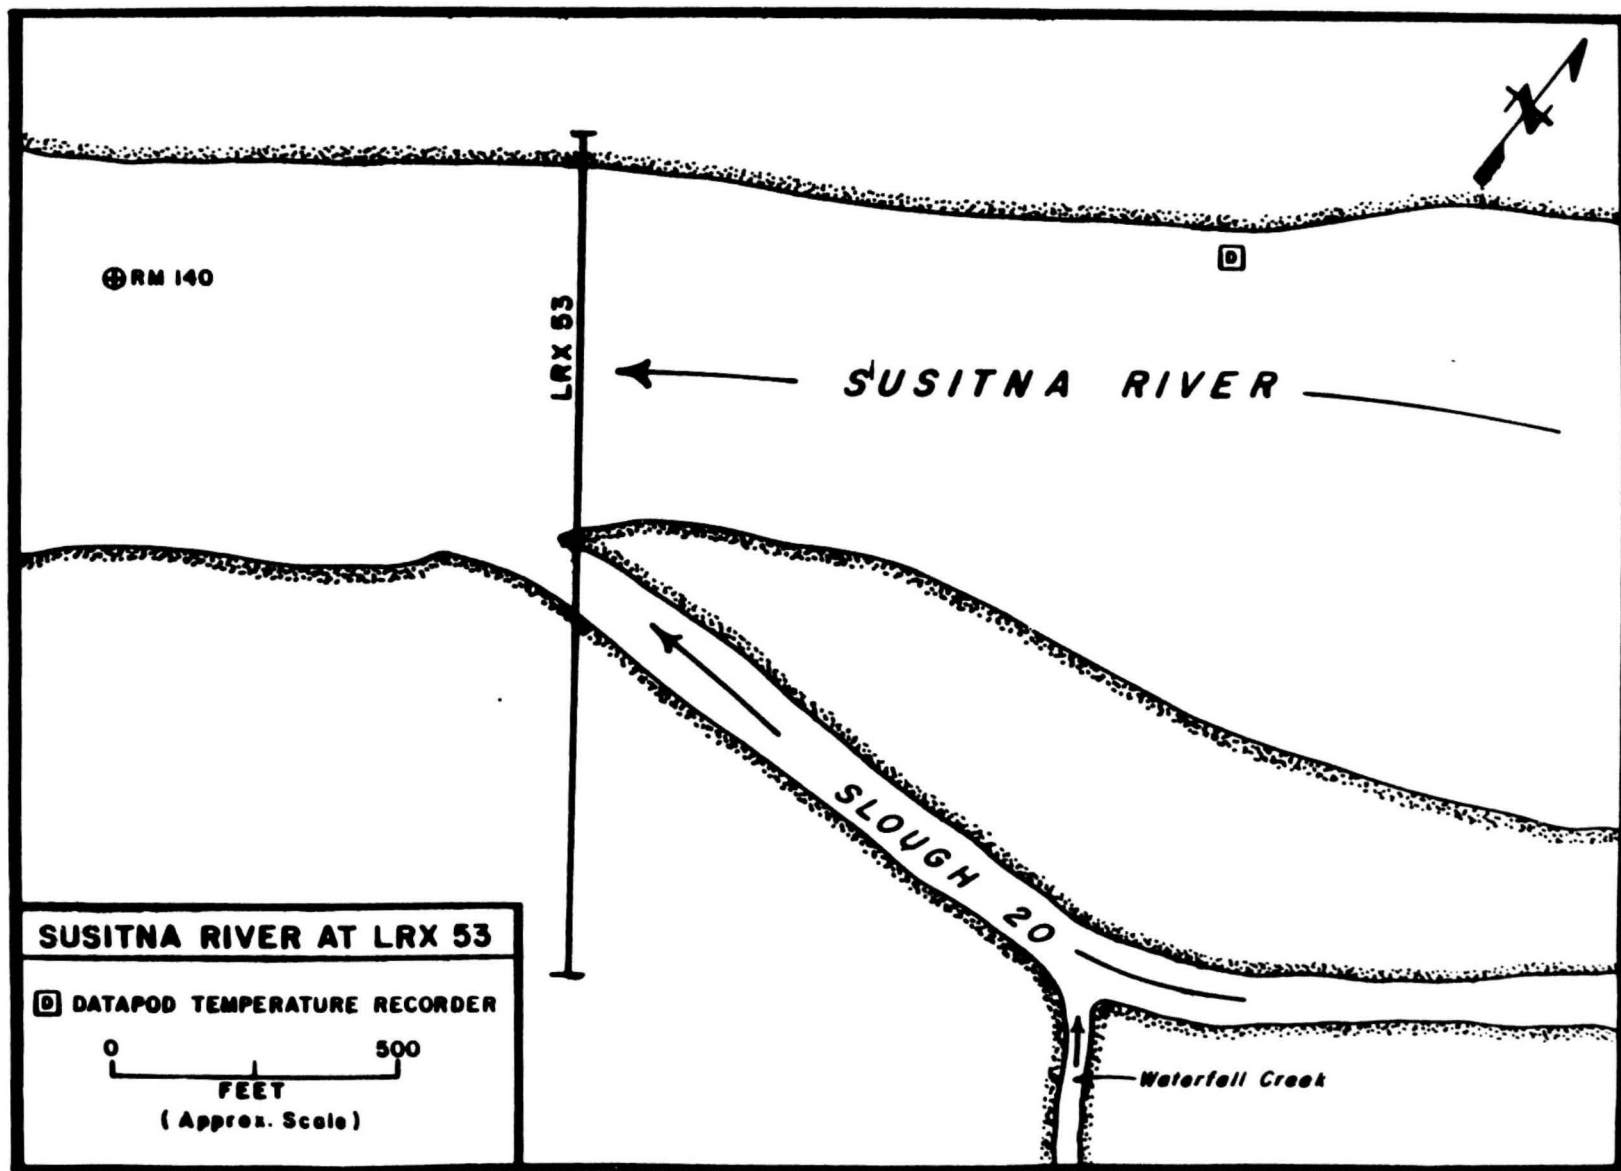 N
RM 140
LRX 53
D
SUSITNA RIVER
SLOUGH 20
Waterfall Creek
SUSITNA RIVER AT LRX 53
D DATAPOD TEMPERATURE RECORDER
0 500
FEET
(Approx. Scale)